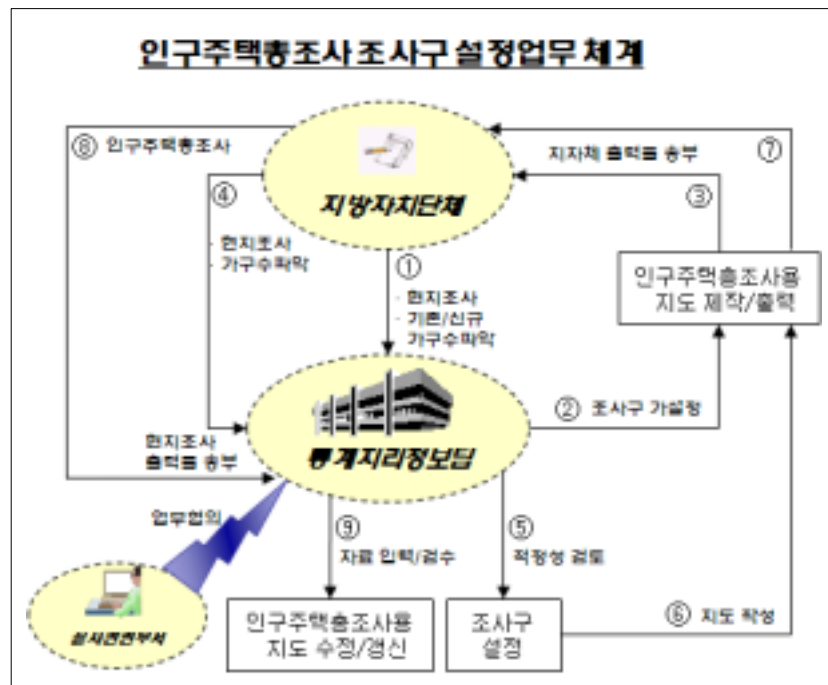 인구주택총조사 조사구 설정업무 체계
⑧ 인구주택총조사
지자체 출력물 송부
⑦
④
③
지방자치단체
· 현지조사
· 가구수파악
①
· 현지조사
· 기존/신규
가구수파악
인구주택총조사용
지도 제작/출력
② 조사구 가설정
통계지리정보팀
현지조사
출력물 송부
업무협의
⑨
자료 입력/검수
⑤
적정성 검토
인구주택총조사용
지도 수정/갱신
조사구
설정
⑥ 지도 작성